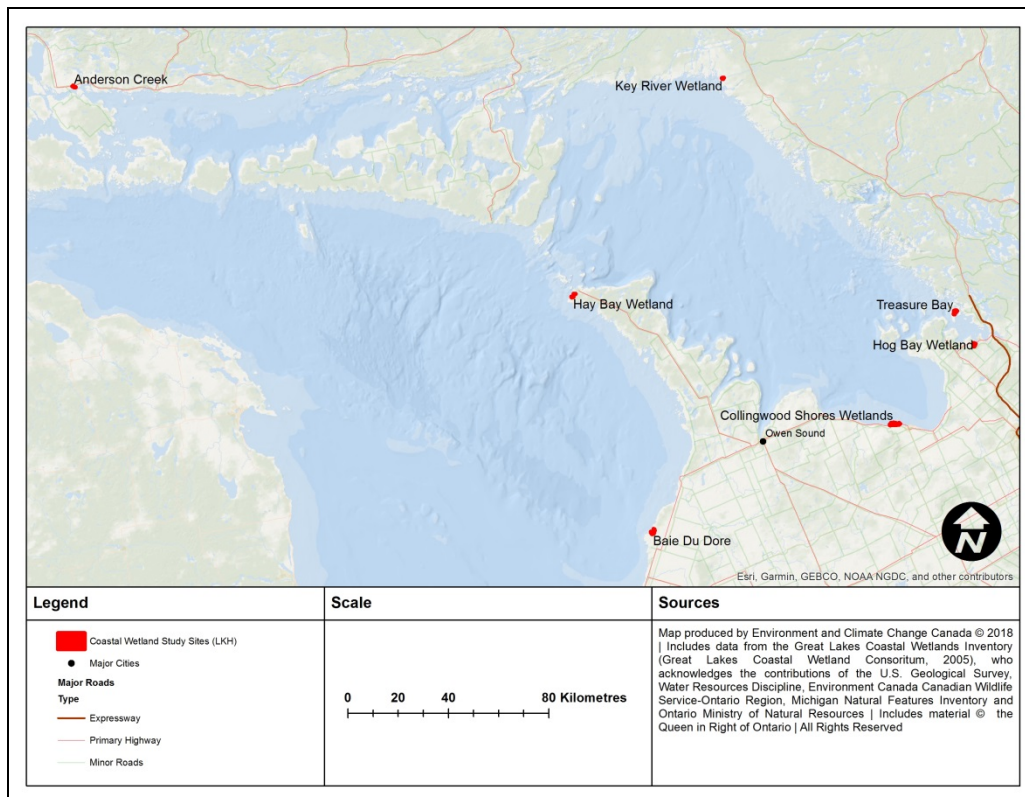 Anderson Creek
Key River Wetland
Hay Bay Wetland
Treasure Bay
Hog Bay Wetland
Collingwood Shores Wetlands
Owen Sound
Baie Du Dore
N
Esri, Garmin, GEBCO, NOAA NGDC, and other contributors
Legend
Coastal Wetland Study Sites (LKH)
Major Cities
Major Roads
Type
Expressway
Primary Highway
Minor Roads
Scale
0 20 40 80 Kilometres
Sources
Map produced by Environment and Climate Change Canada © 2018
| Includes data from the Great Lakes Coastal Wetlands Inventory
(Great Lakes Coastal Wetland Consoritum, 2005), who
acknowledges the contributions of the U.S. Geological Survey,
Water Resources Discipline, Environment Canada Canadian Wildlife
Service-Ontario Region, Michigan Natural Features Inventory and
Ontario Ministry of Natural Resources | Includes material © the
Queen in Right of Ontario | All Rights Reserved